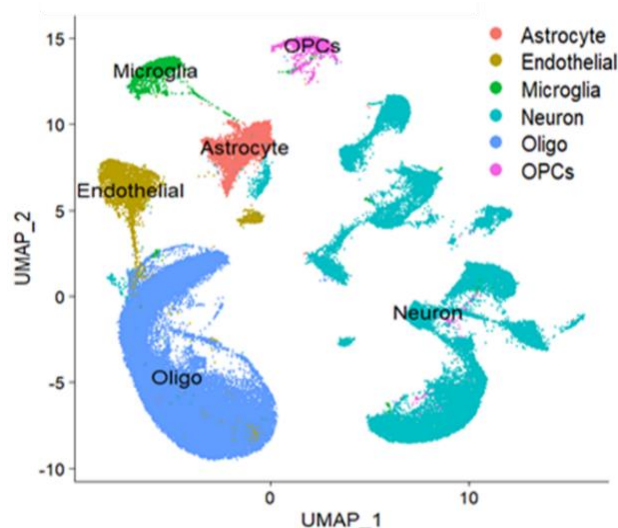 15
10
5
0
-5
-10
UMAP_2
0
10
UMAP_1
OPCs
Microglia
Astrocyte
Endothelial
Neuron
Oligo
Astrocyte
Endothelial
Microglia
Neuron
Oligo
OPCs